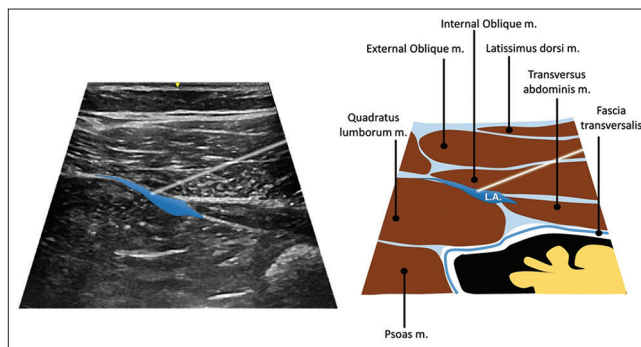 Internal Oblique m.
External Oblique m.
Latissimus dorsi m.
Transversus
abdominis m.
Quadratus
lumborum m.
Fascia
transversalis
L.A.
Psoas m.